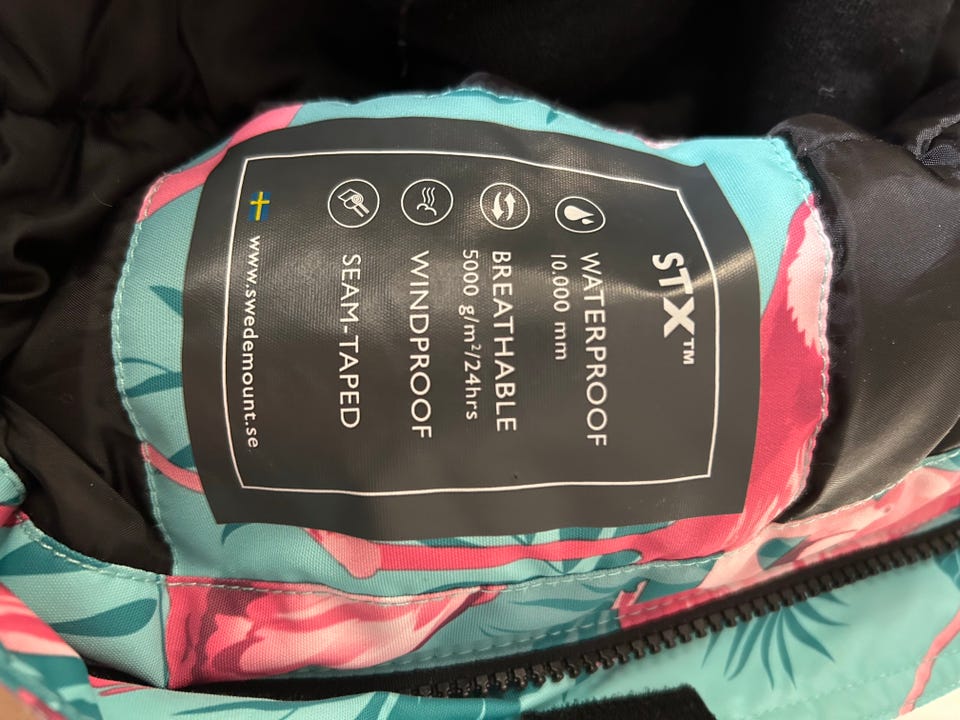 STX™
WATERPROOF
10.000 mm
BREATHABLE
5000 g/m²/24hrs
WINDPROOF
SEAM-TAPED
www.swedemount.se